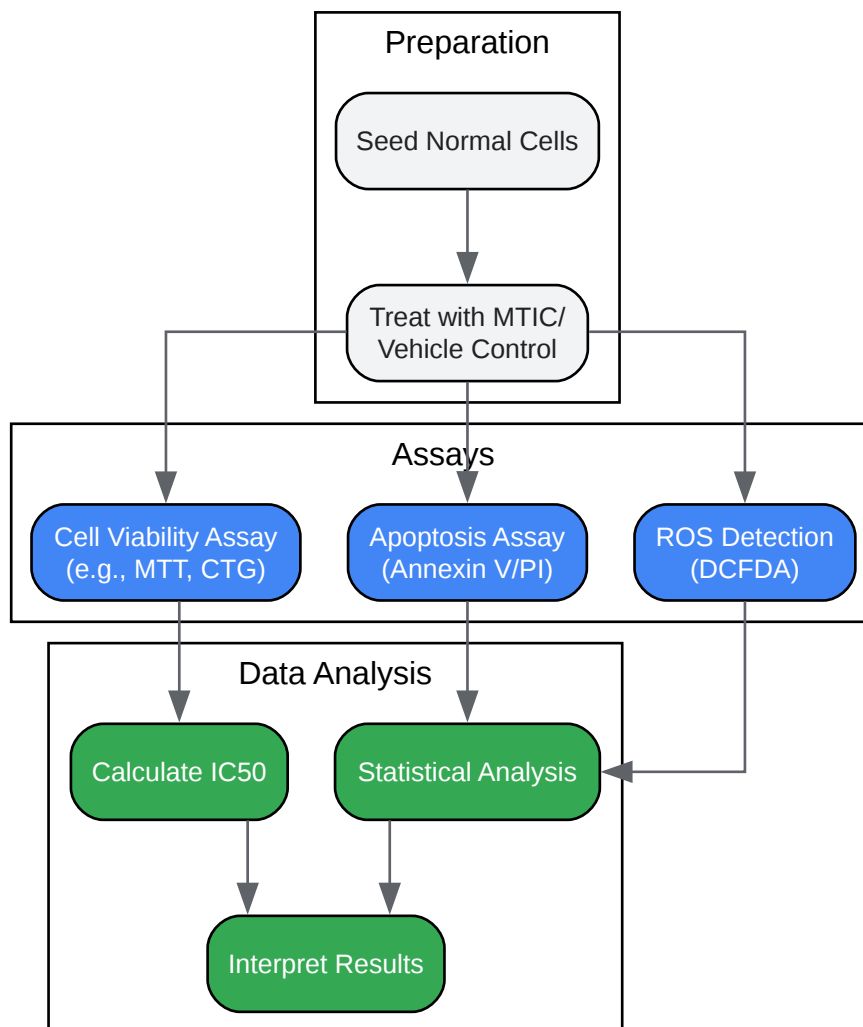 Preparation
Seed Normal Cells
Treat with MTIC/
Vehicle Control
Assays
Cell Viability Assay
(e.g., MTT, CTG)
Apoptosis Assay
(Annexin V/PI)
ROS Detection
(DCFDA)
Data Analysis
Calculate IC50
Statistical Analysis
Interpret Results